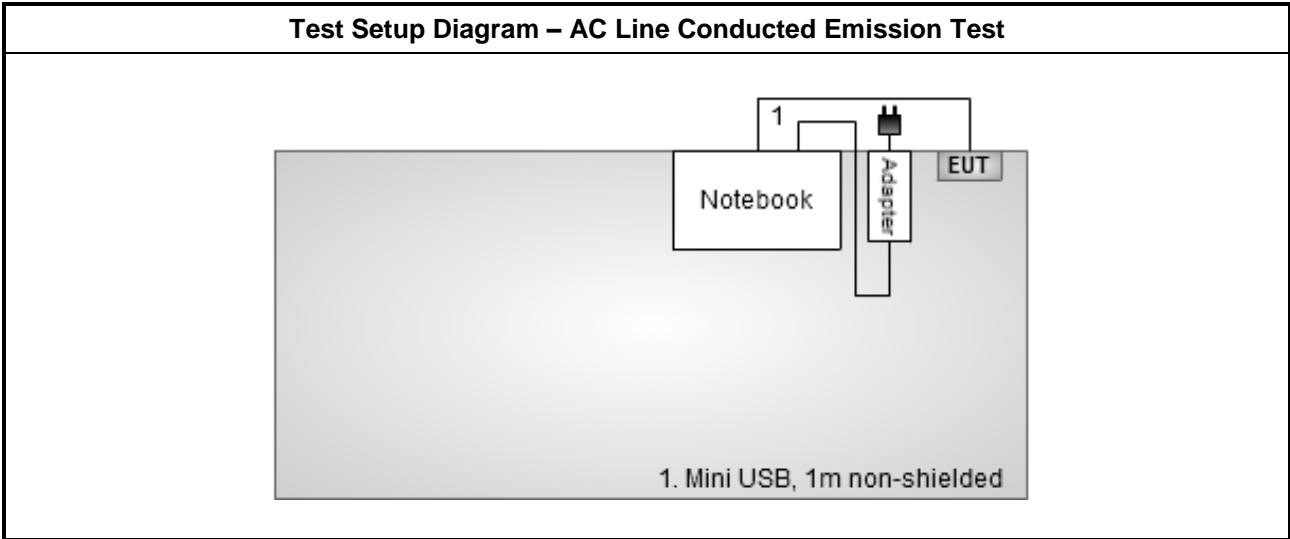 Test Setup Diagram – AC Line Conducted Emission Test
1
Notebook
Adapter
EUT
1. Mini USB, 1m non-shielded